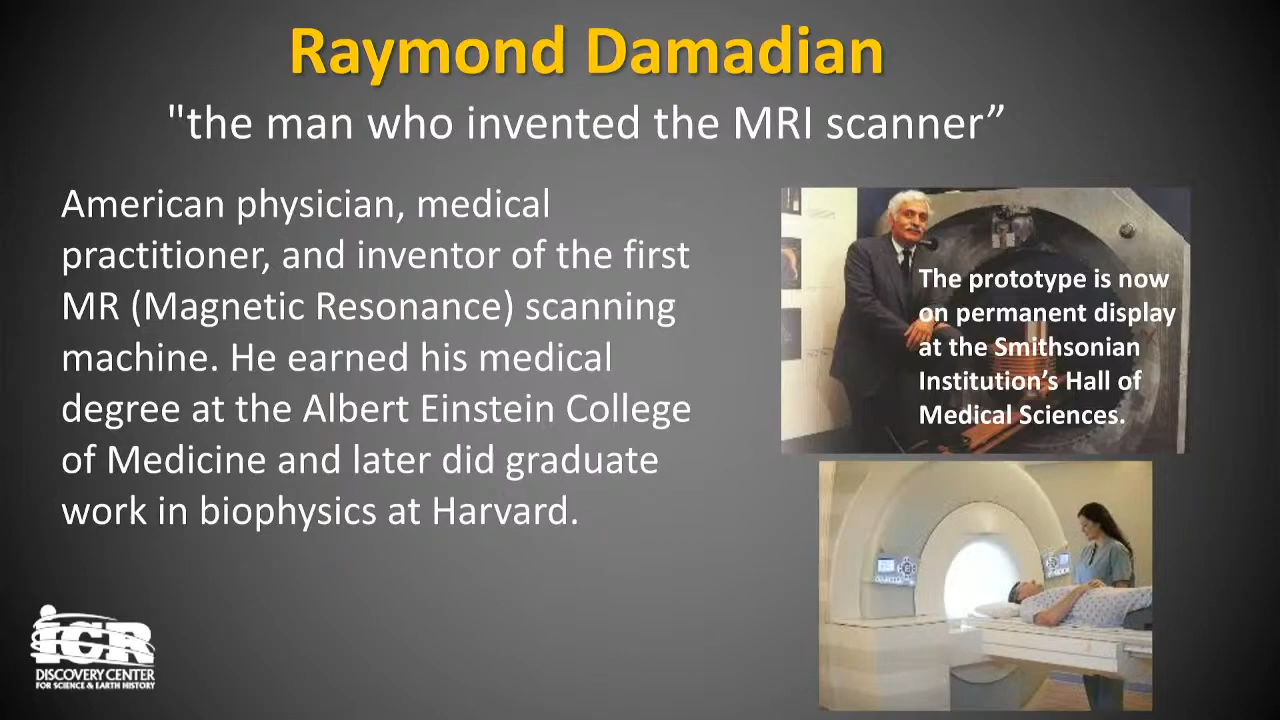 Raymond Damadian
"the man who invented the MRI scanner”
American physician, medical
practitioner, and inventor of the first
MR (Magnetic Resonance) scanning
machine. He earned his medical
degree at the Albert Einstein College
of Medicine and later did graduate
work in biophysics at Harvard.
The prototype is now
on permanent display
at the Smithsonian
Institution’s Hall of
Medical Sciences.
ICR
DISCOVERY CENTER
FOR SCIENCE & EARTH HISTORY